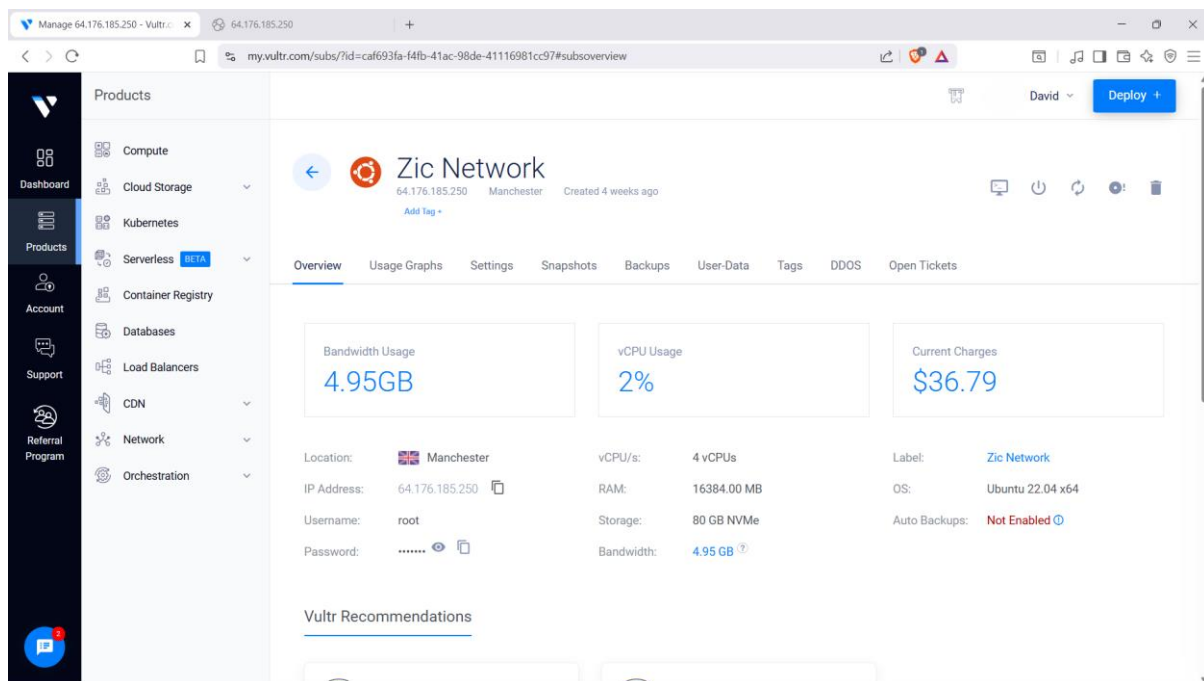 Manage 64.176.185.250 - Vultr.c
64.176.185.250
my.vultr.com/subs/?id=caf693fa-f4fb-41ac-98de-41116981cc97#subsoverview
Products
David
Deploy +
Dashboard
Products
Account
Support
Referral
Program
2
Compute
Cloud Storage
Kubernetes
Serverless BETA
Container Registry
Databases
Load Balancers
CDN
Network
Orchestration
Zic Network
64.176.185.250 Manchester Created 4 weeks ago
Add Tag +
Overview Usage Graphs Settings Snapshots Backups User-Data Tags DDOS Open Tickets
Bandwidth Usage
4.95GB
vCPU Usage
2%
Current Charges
$36.79
Location: Manchester
IP Address: 64.176.185.250
Username: root
Password: .......
vCPU/s: 4 vCPUs
RAM: 16384.00 MB
Storage: 80 GB NVMe
Bandwidth: 4.95 GB ?
Label: Zic Network
OS: Ubuntu 22.04 x64
Auto Backups: Not Enabled
Vultr Recommendations